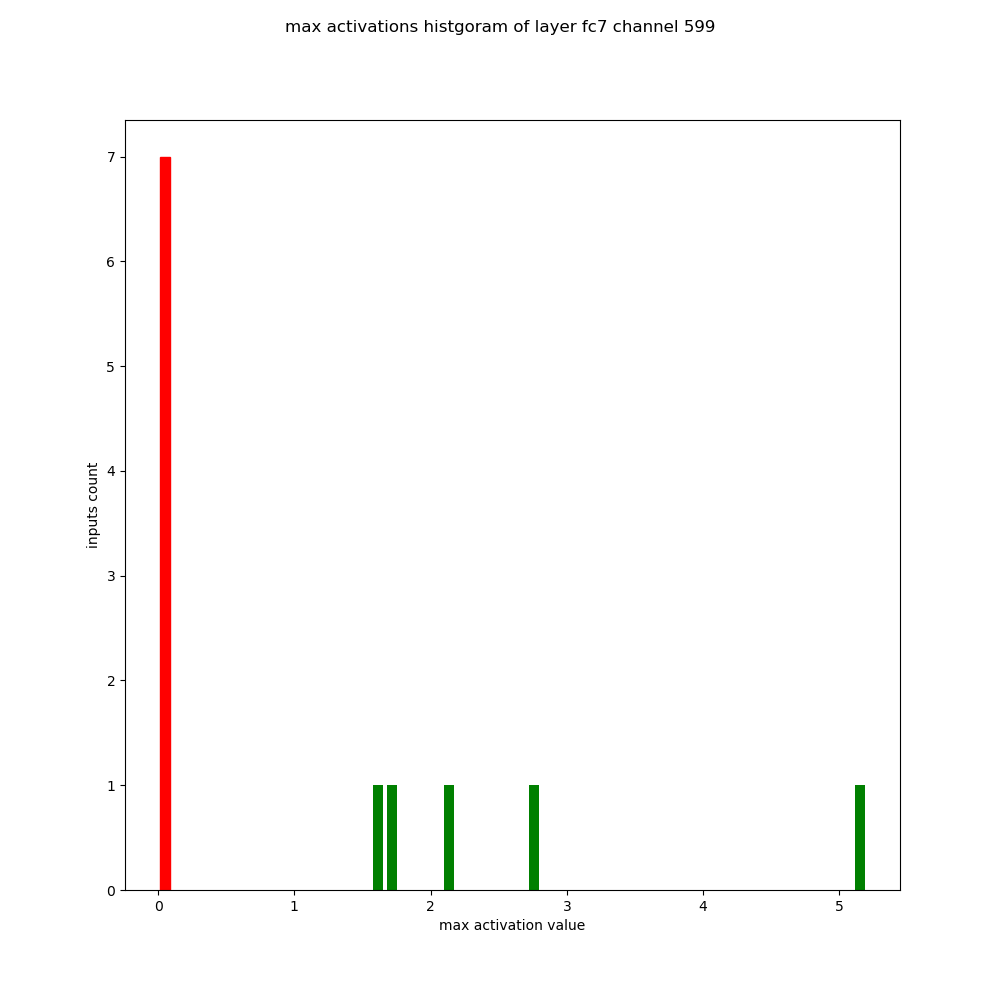 max activations histgoram of layer fc7 channel 599
7
6
5
4
3
2
1
0
inputs count
0 1 2 3 4 5
max activation value